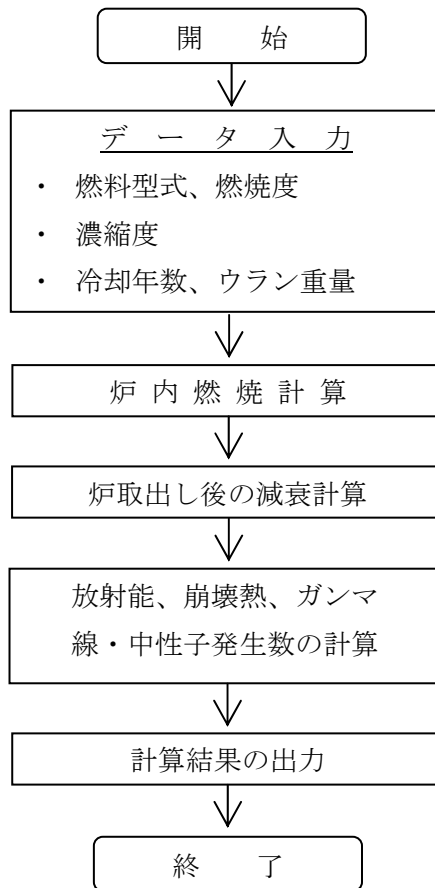 開　始
データ入力
・ 燃料型式、燃焼度
・ 濃縮度
・ 冷却年数、ウラン重量
炉内燃焼計算
炉取出し後の減衰計算
放射能、崩壊熱、ガンマ
線・中性子発生数の計算
計算結果の出力
終　了